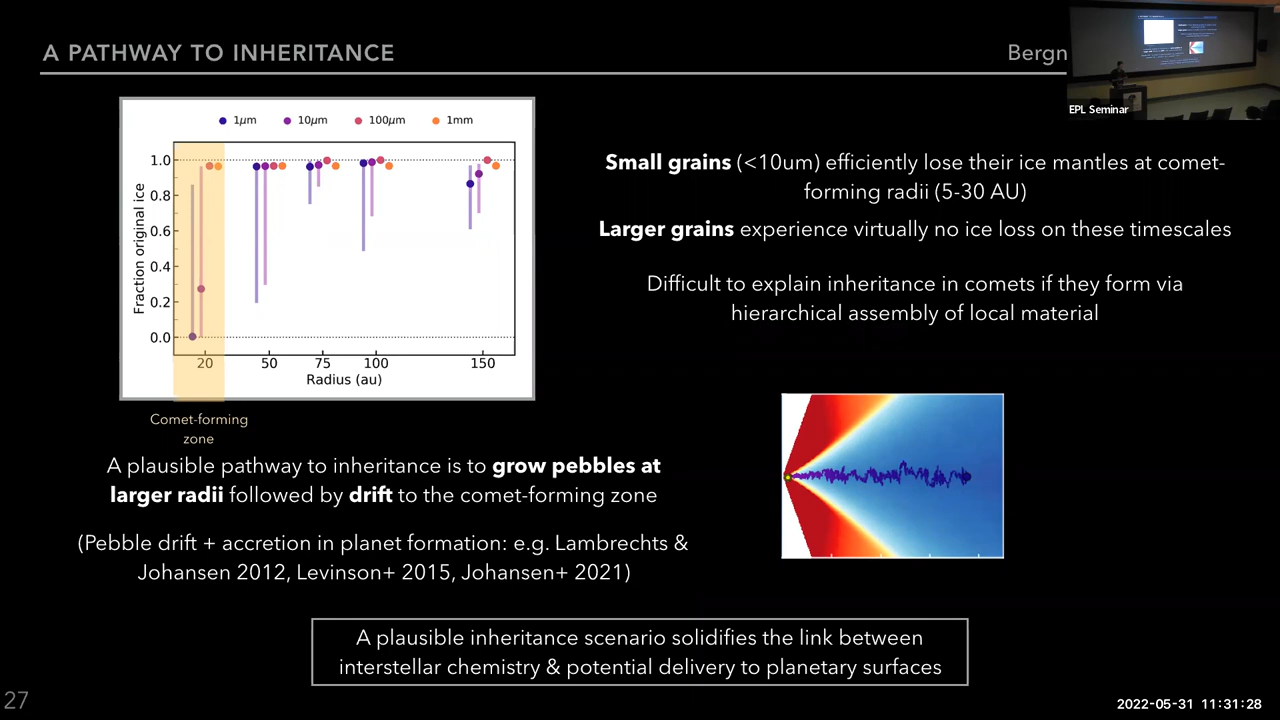 A PATHWAY TO INHERITANCE
Bergn
EPL Seminar
1μm 10μm 100μm 1mm
1.0
0.8
0.6
0.4
0.2
0.0
Fraction original ice
20 50 75 100 150
Radius (au)
Comet-forming
zone
Small grains (<10um) efficiently lose their ice mantles at comet-
forming radii (5-30 AU)
Larger grains experience virtually no ice loss on these timescales
Difficult to explain inheritance in comets if they form via
hierarchical assembly of local material
A plausible pathway to inheritance is to grow pebbles at
larger radii followed by drift to the comet-forming zone
(Pebble drift + accretion in planet formation: e.g. Lambrechts &
Johansen 2012, Levinson+ 2015, Johansen+ 2021)
A plausible inheritance scenario solidifies the link between
interstellar chemistry & potential delivery to planetary surfaces
27
2022-05-31 11:31:28